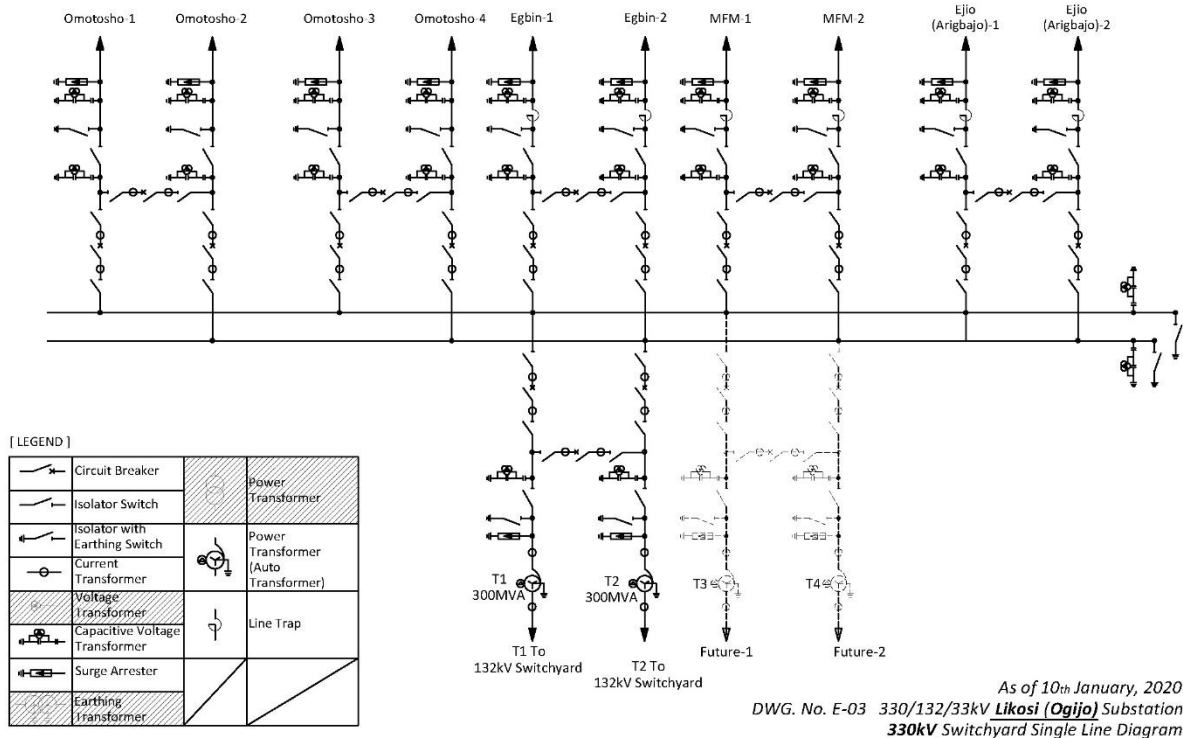 Omotosho-1
Omotosho-2
Omotosho-3
Omotosho-4
Egbin-1
Egbin-2
MFM-1
MFM-2
Ejio
(Arigbajo)-1
Ejio
(Arigbajo)-2
[ LEGEND ]
Circuit Breaker
Isolator Switch
Isolator with
Earthing Switch
Current
Transformer
Voltage
Transformer
Capacitive Voltage
Transformer
Surge Arrester
Earthing
Transformer
Power
Transformer
Power
Transformer
(Auto
Transformer)
Line Trap
T1
300MVA
T2
300MVA
T3
T4
T1 To
132kV Switchyard
T2 To
132kV Switchyard
Future-1
Future-2
As of 10th January, 2020
DWG. No. E-03 330/132/33kV Likosi (Ogijo) Substation
330kV Switchyard Single Line Diagram